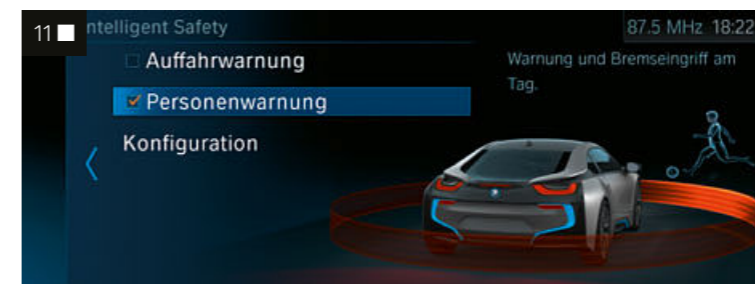 11
ntelligent Safety
87.5 MHz 18:22
Auffahrwarnung
Personenwarnung
Konfiguration
Warnung und Bremseingriff am
Tag.